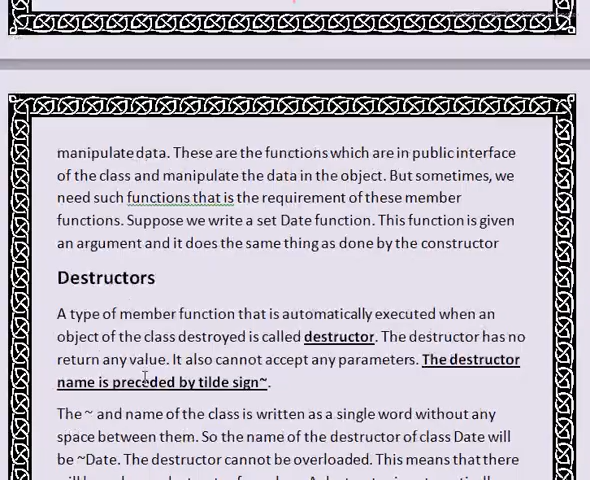 manipulate data. These are the functions which are in public interface
of the class and manipulate the data in the object. But sometimes, we
need such functions that is the requirement of these member
functions. Suppose we write a set Date function. This function is given
an argument and it does the same thing as done by the constructor
Destructors
A type of member function that is automatically executed when an
object of the class destroyed is called destructor. The destructor has no
return any value. It also cannot accept any parameters. The destructor
name is preceded by tilde sign~.
The ~ and name of the class is written as a single word without any
space between them. So the name of the destructor of class Date will
be ~Date. The destructor cannot be overloaded. This means that there